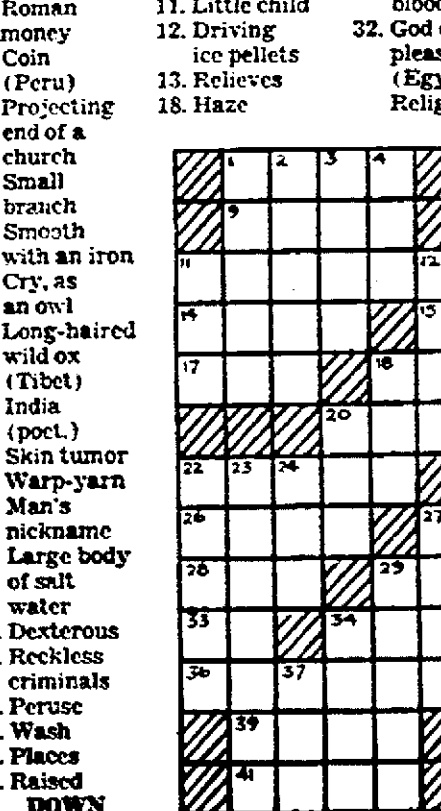 Roman
money
Coin
(Peru)
Projecting
end of a
church
Small
branch
Smooth
with an iron
Cry, as
an owl
Long-haired
wild ox
(Tibet)
India
(poet.)
Skin tumor
Warp-yarn
Man's
nickname
Large body
of salt
water
. Dexterous
. Reckless
criminals
. Peruse
. Wash
. Places
. Raised
DOWN
11. Little child
12. Driving
ice pellets
13. Relieves
18. Haze
blood
32. God
pleas
(Egy
Relig
1 2 3 4
9
11 12
14 15
17 18
20
22 23 24
26 27
28 29
33 34
36 37
39
41